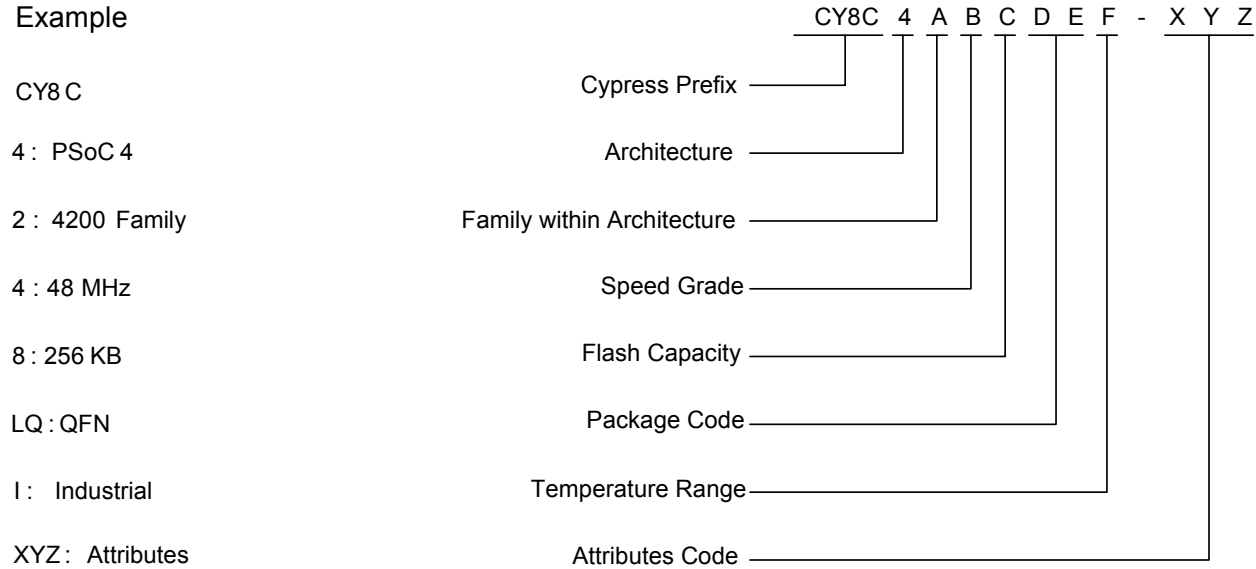 Example CY8C 4 A B C D E F - X Y Z
CY8 C Cypress Prefix
4 : PSoC 4 Architecture
2 : 4200 Family Family within Architecture
4 : 48 MHz Speed Grade
8 : 256 KB Flash Capacity
LQ : QFN Package Code
I : Industrial Temperature Range
XYZ : Attributes Attributes Code